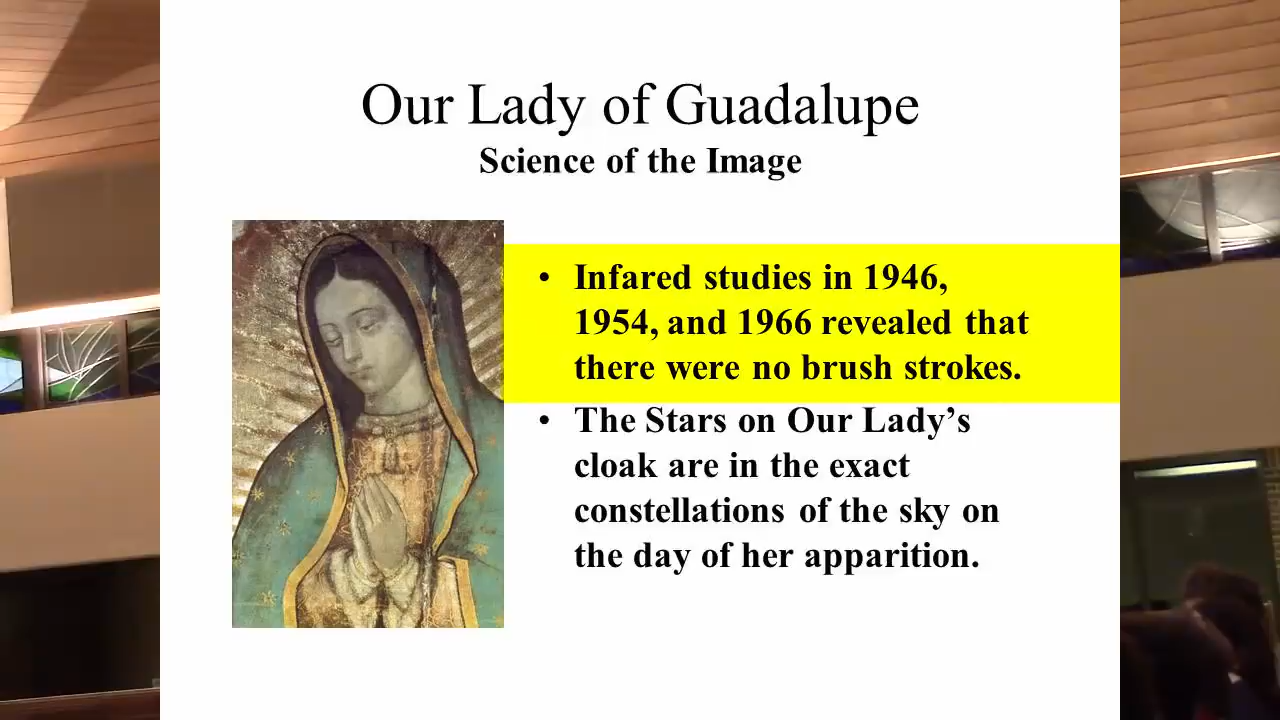 Our Lady of Guadalupe
Science of the Image
• Infared studies in 1946,
1954, and 1966 revealed that
there were no brush strokes.
• The Stars on Our Lady’s
cloak are in the exact
constellations of the sky on
the day of her apparition.